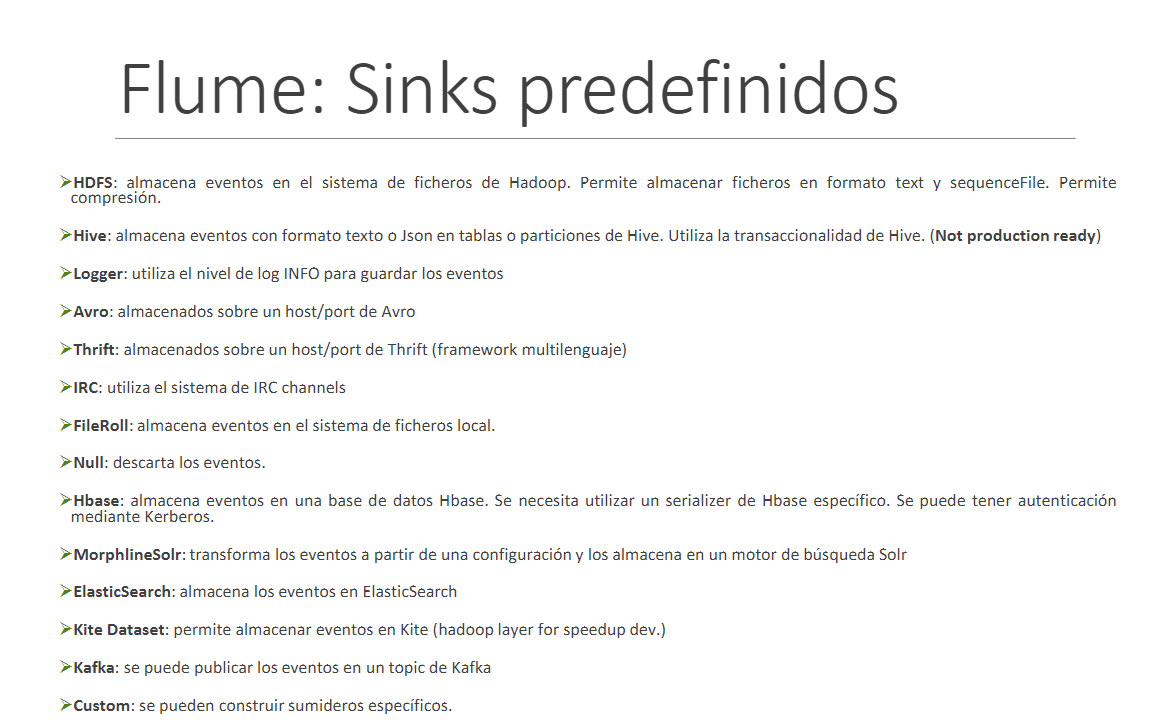 Flume: Sinks predefinidos
HDFS: almacena eventos en el sistema de ficheros de Hadoop. Permite almacenar ficheros en formato text y sequenceFile. Permite
compresión.
Hive: almacena eventos con formato texto o Json en tablas o particiones de Hive. Utiliza la transaccionalidad de Hive. (Not production ready)
Logger: utiliza el nivel de log INFO para guardar los eventos
Avro: almacenados sobre un host/port de Avro
Thrift: almacenados sobre un host/port de Thrift (framework multilenguaje)
IRC: utiliza el sistema de IRC channels
FileRoll: almacena eventos en el sistema de ficheros local.
Null: descarta los eventos.
Hbase: almacena eventos en una base de datos Hbase. Se necesita utilizar un serializer de Hbase específico. Se puede tener autenticación
mediante Kerberos.
MorphlineSolr: transforma los eventos a partir de una configuración y los almacena en un motor de búsqueda Solr
ElasticSearch: almacena los eventos en ElasticSearch
Kite Dataset: permite almacenar eventos en Kite (hadoop layer for speedup dev.)
Kafka: se puede publicar los eventos en un topic de Kafka
Custom: se pueden construir sumideros específicos.